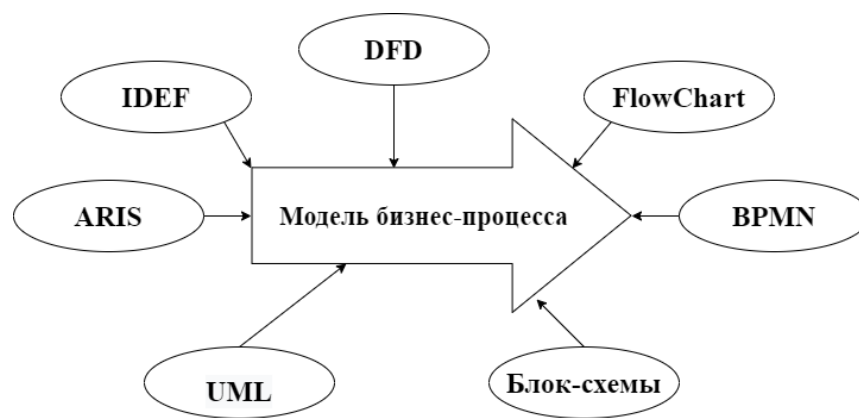 DFD
IDEF
FlowChart
ARIS
Модель бизнес-процесса
BPMN
UML
Блок-схемы